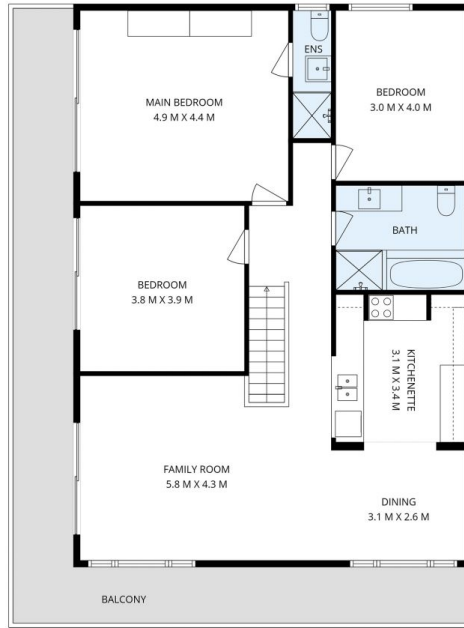 ENS
MAIN BEDROOM
4.9 M X 4.4 M
BEDROOM
3.0 M X 4.0 M
BATH
BEDROOM
3.8 M X 3.9 M
KITCHENETTE
3.1 M X 3.4 M
FAMILY ROOM
5.8 M X 4.3 M
DINING
3.1 M X 2.6 M
BALCONY